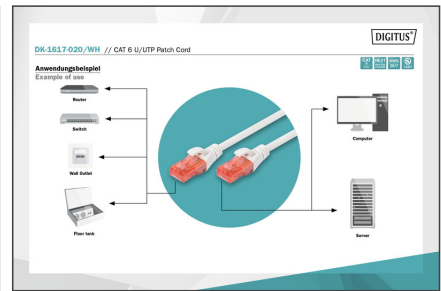 DIGITUS®
DK-1617-020/WH // CAT 6 U/UTP Patch Cord
Anwendungsbeispiel
Example of use
Router
Switch
Wall Outlet
Floor tank
Computer
Server